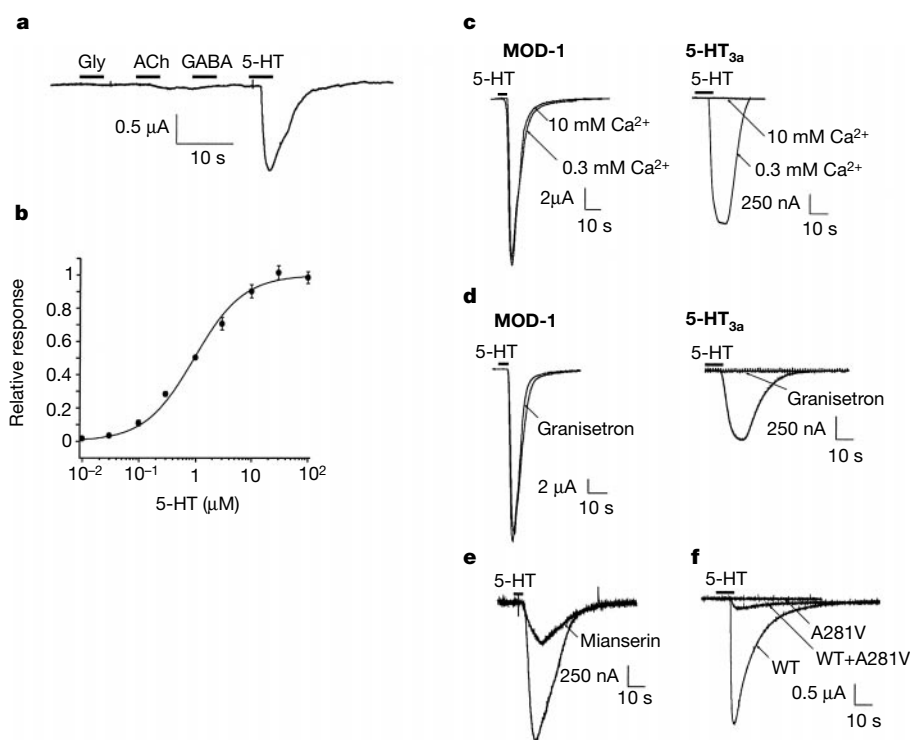 a
Gly ACh GABA 5-HT
0.5 µA
10 s
b
Relative response
1
0.8
0.6
0.4
0.2
0
10⁻² 10⁻¹ 1 10 10²
5-HT (µM)
c
MOD-1
5-HT
10 mM Ca²⁺
0.3 mM Ca²⁺
2µA
10 s
5-HT₃ₐ
5-HT
10 mM Ca²⁺
0.3 mM Ca²⁺
250 nA
10 s
d
MOD-1
5-HT
Granisetron
2 µA
10 s
5-HT₃ₐ
5-HT
Granisetron
250 nA
10 s
e
5-HT
Mianserin
250 nA
10 s
f
5-HT
A281V
WT+A281V
WT
0.5 µA
10 s